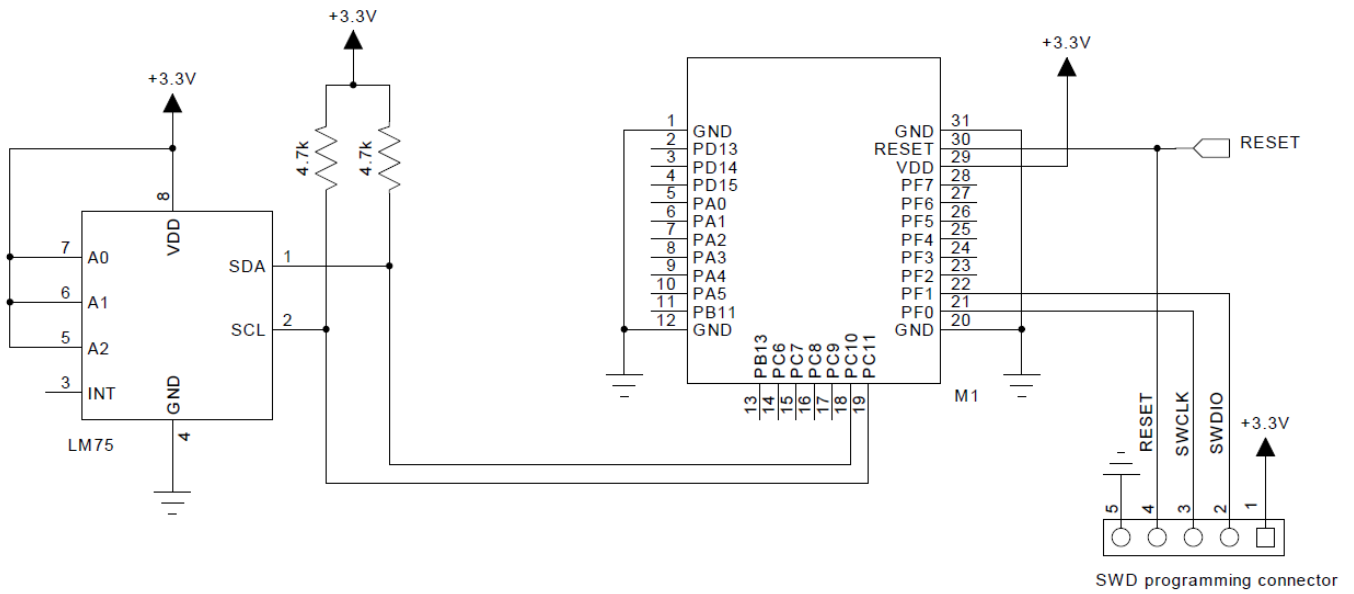 +3.3V
+3.3V
+3.3V
4.7k
4.7k
8
VDD
7 A0
6 A1
5 A2
3 INT
SDA 1
SCL 2
GND
4
LM75
1 GND
2 PD13
3 PD14
4 PD15
5 PA0
6 PA1
7 PA2
8 PA3
9 PA4
10 PA5
11 PB11
12 GND
PB13 13
PC6 14
PC7 15
PC8 16
PC9 17
PC10 18
PC11 19
GND 31
RESET 30
VDD 29
PF7 28
PF6 27
PF5 26
PF4 25
PF3 24
PF2 23
PF1 22
PF0 21
GND 20
M1
RESET
RESET
SWCLK
SWDIO
+3.3V
5 4 3 2 1
SWD programming connector